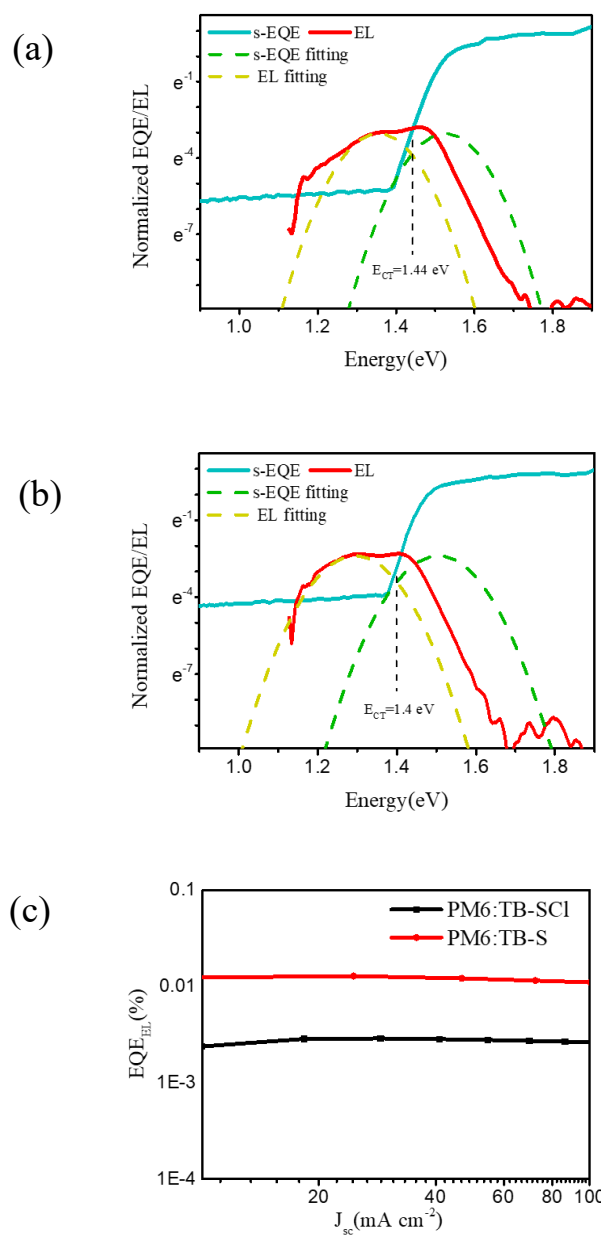 (a)
s-EQE EL
s-EQE fitting
EL fitting
Normalized EQE/EL
e-1
e-4
e-7
ECT=1.44 eV
1.0 1.2 1.4 1.6 1.8
Energy(eV)
(b)
s-EQE EL
s-EQE fitting
EL fitting
Normalized EQE/EL
e-1
e-4
e-7
ECT=1.4 eV
1.0 1.2 1.4 1.6 1.8
Energy(eV)
(c)
PM6:TB-SCl
PM6:TB-S
EQEEL(%)
0.1
0.01
1E-3
1E-4
20 40 60 80 100
Jsc(mA cm-2)